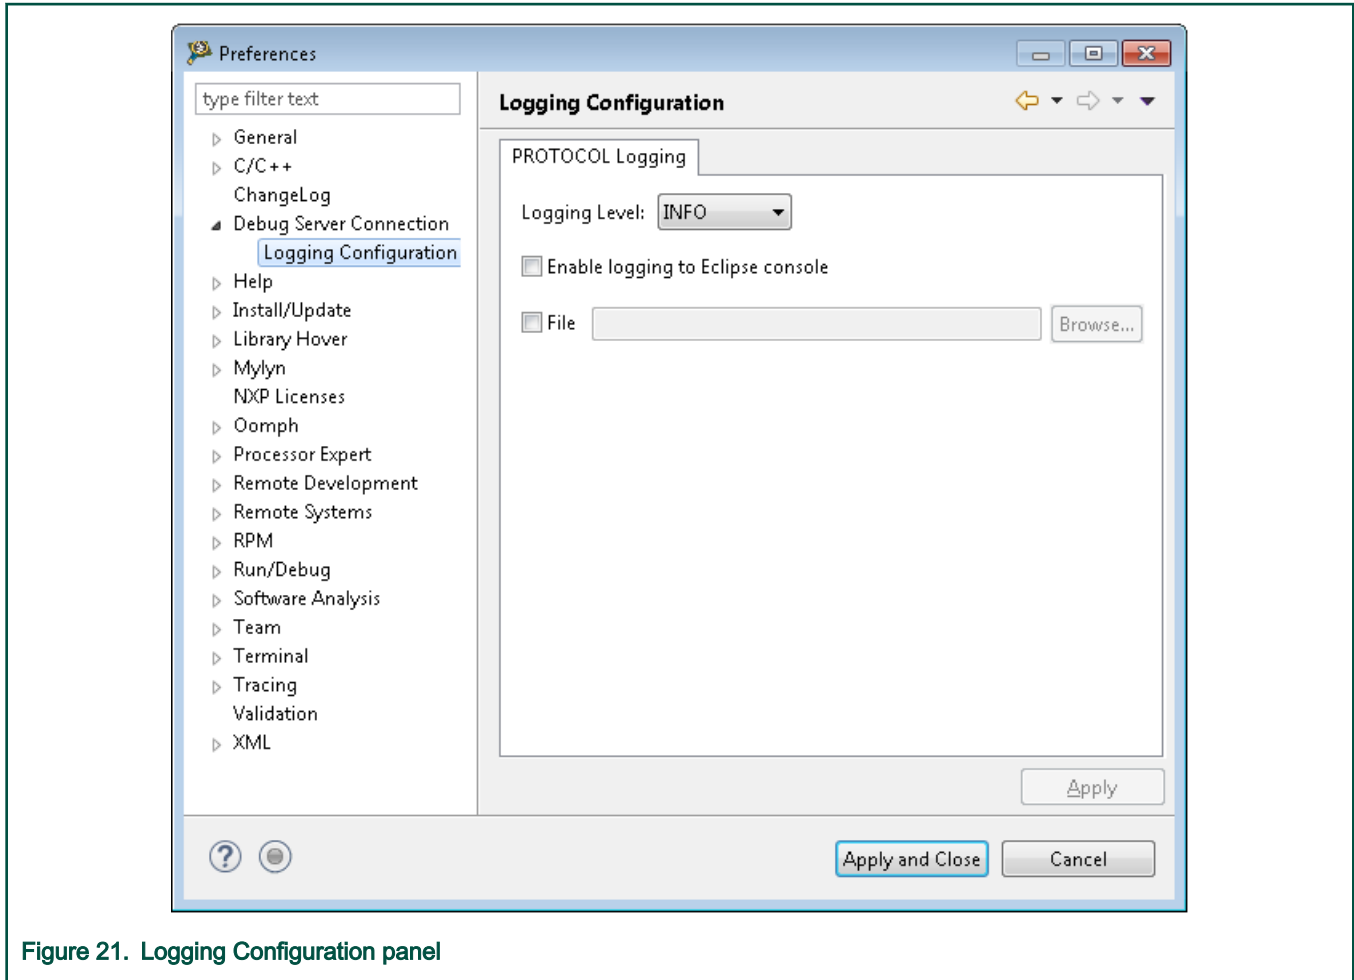 Preferences
type filter text
General
C/C++
ChangeLog
Debug Server Connection
Logging Configuration
Help
Install/Update
Library Hover
Mylyn
NXP Licenses
Oomph
Processor Expert
Remote Development
Remote Systems
RPM
Run/Debug
Software Analysis
Team
Terminal
Tracing
Validation
XML
Logging Configuration
PROTOCOL Logging
Logging Level: INFO
Enable logging to Eclipse console
File Browse...
Apply
? Apply and Close Cancel
Figure 21. Logging Configuration panel